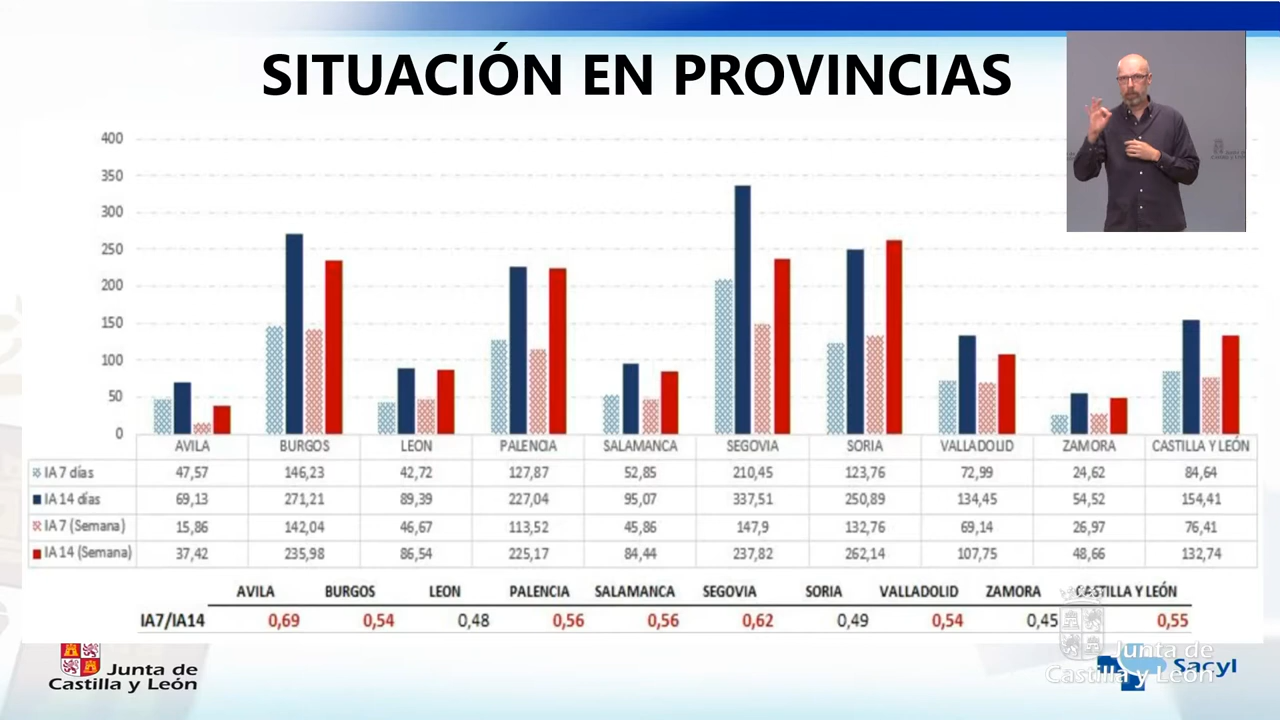 SITUACIÓN EN PROVINCIAS
400
350
300
250
200
150
100
50
0
AVILA BURGOS LEON PALENCIA SALAMANCA SEGOVIA SORIA VALLADOLID ZAMORA CASTILLA Y LEÓN
IA 7 días 47,57 146,23 42,72 127,87 52,85 210,45 123,76 72,99 24,62 84,64
IA 14 días 69,13 271,21 89,39 227,04 95,07 337,51 250,89 134,45 54,52 154,41
IA 7 (Semana) 15,86 142,04 46,67 113,52 45,86 147,9 132,76 69,14 26,97 76,41
IA 14 (Semana) 37,42 235,98 86,54 225,17 84,44 237,82 262,14 107,75 48,66 132,74
AVILA BURGOS LEON PALENCIA SALAMANCA SEGOVIA SORIA VALLADOLID ZAMORA CASTILLA Y LEÓN
IA7/IA14 0,69 0,54 0,48 0,56 0,56 0,62 0,49 0,54 0,45 0,55
Junta de
Castilla y León
Junta de
Castilla y León
Sacyl